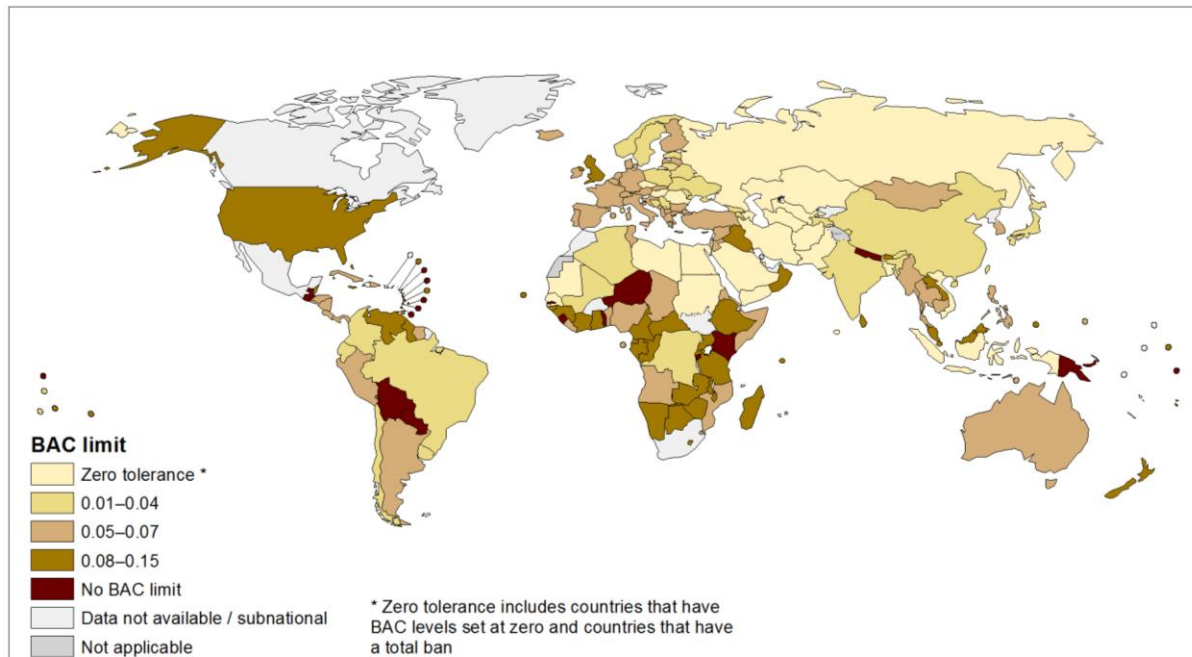 BAC limit
Zero tolerance *
0.01–0.04
0.05–0.07
0.08–0.15
No BAC limit
Data not available / subnational
Not applicable
* Zero tolerance includes countries that have
BAC levels set at zero and countries that have
a total ban